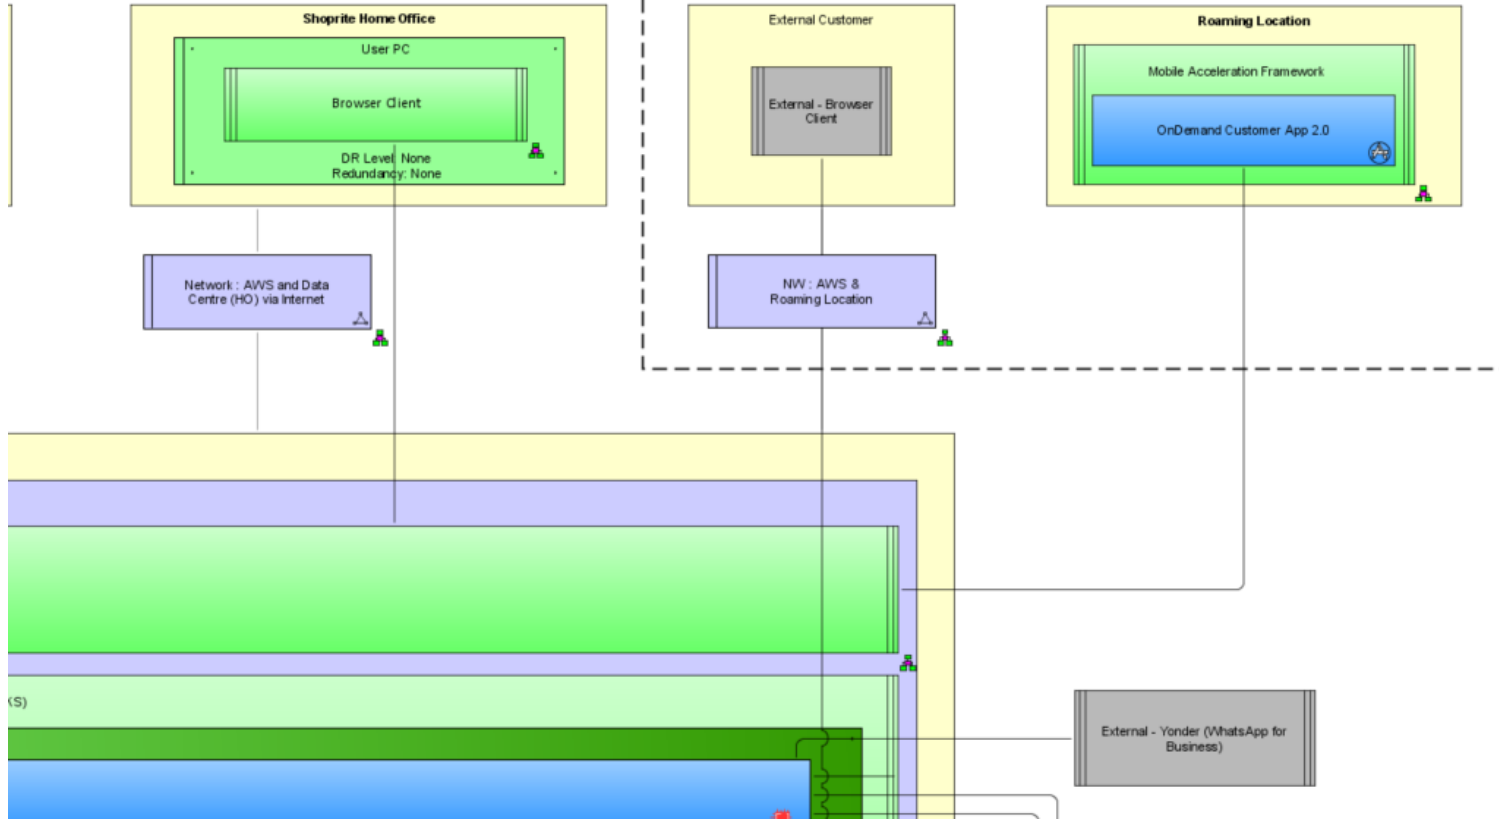 Shoprite Home Office
User PC
Browser Client
DR Level: None
Redundancy: None
External Customer
External - Browser
Client
Roaming Location
Mobile Acceleration Framework
OnDemand Customer App 2.0
Network : AWS and Data
Centre (HO) via Internet
NW : AWS &
Roaming Location
KS)
External - Yonder (WhatsApp for
Business)